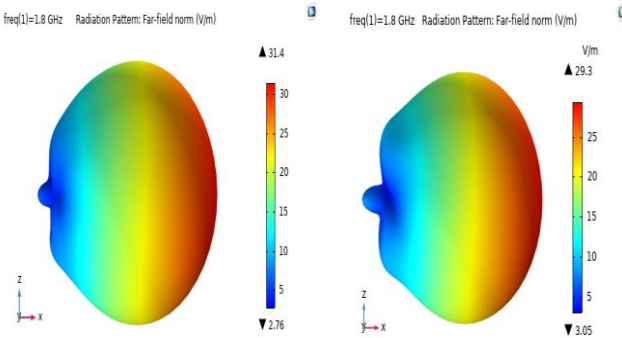 freq(1)=1.8 GHz Radiation Pattern: Far-field norm (V/m)
▲ 31.4
30
25
20
15
10
5
▼ 2.76
z
y
x
freq(1)=1.8 GHz Radiation Pattern: Far-field norm (V/m)
V/m
▲ 29.3
25
20
15
10
5
▼ 3.05
z
y
x